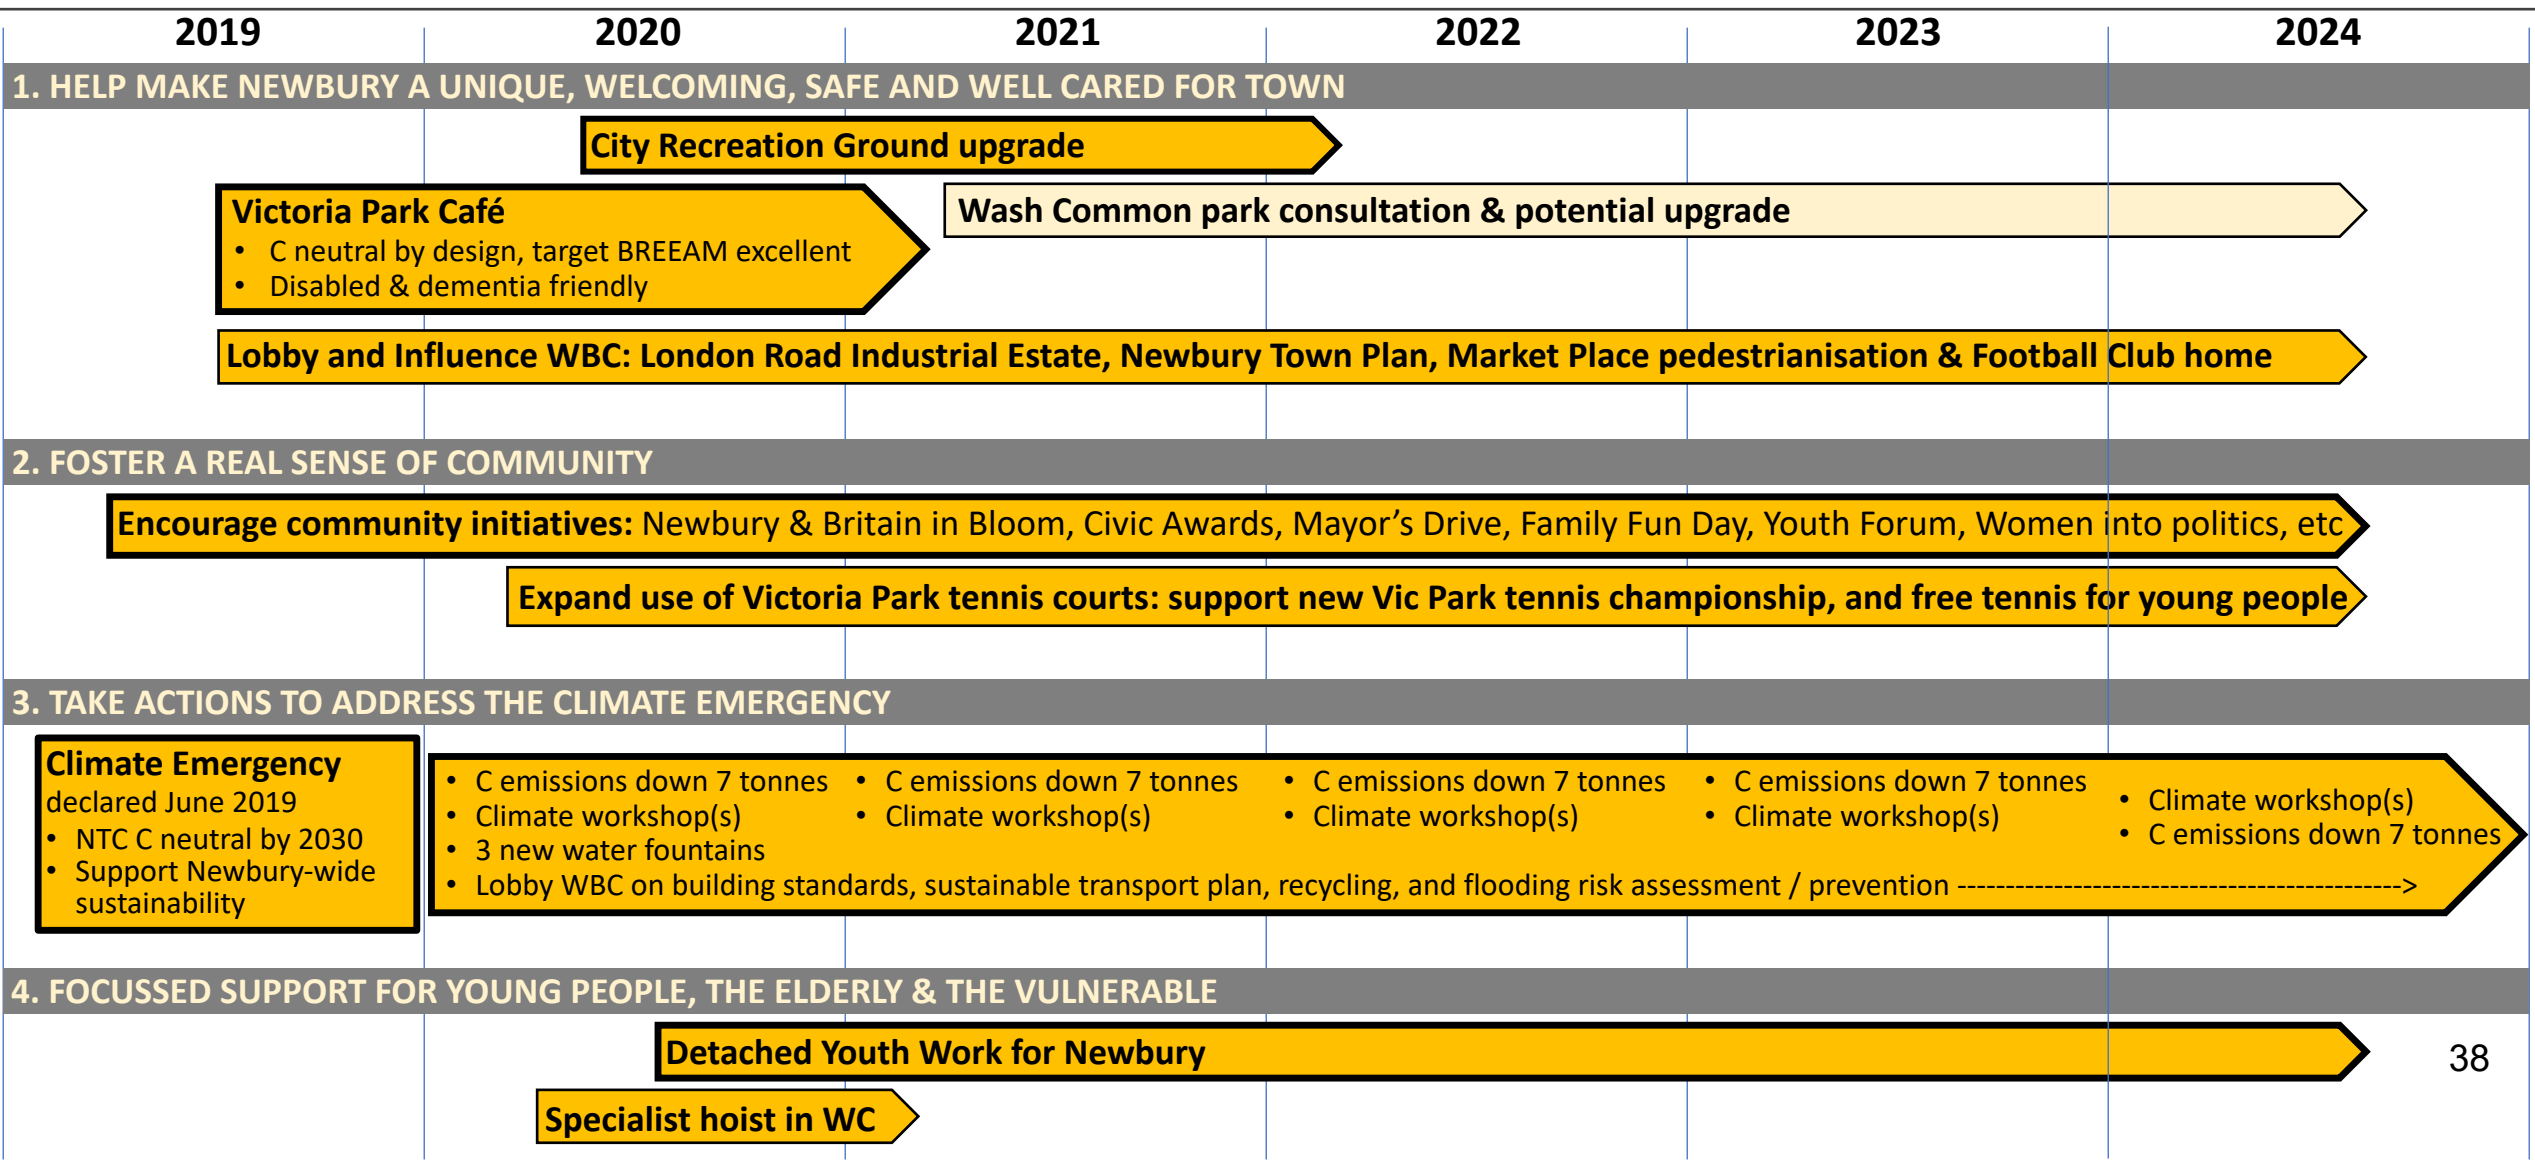 2019 2020 2021 2022 2023 2024
1. HELP MAKE NEWBURY A UNIQUE, WELCOMING, SAFE AND WELL CARED FOR TOWN
City Recreation Ground upgrade
Victoria Park Café
• C neutral by design, target BREEAM excellent
• Disabled & dementia friendly
Wash Common park consultation & potential upgrade
Lobby and Influence WBC: London Road Industrial Estate, Newbury Town Plan, Market Place pedestrianisation & Football Club home
2. FOSTER A REAL SENSE OF COMMUNITY
Encourage community initiatives: Newbury & Britain in Bloom, Civic Awards, Mayor’s Drive, Family Fun Day, Youth Forum, Women into politics, etc
Expand use of Victoria Park tennis courts: support new Vic Park tennis championship, and free tennis for young people
3. TAKE ACTIONS TO ADDRESS THE CLIMATE EMERGENCY
Climate Emergency
declared June 2019
• NTC C neutral by 2030
• Support Newbury-wide
sustainability
• C emissions down 7 tonnes
• Climate workshop(s)
• 3 new water fountains
• Lobby WBC on building standards, sustainable transport plan, recycling, and flooding risk assessment / prevention ---------------------------------------------->
• C emissions down 7 tonnes
• Climate workshop(s)
• C emissions down 7 tonnes
• Climate workshop(s)
• C emissions down 7 tonnes
• Climate workshop(s)
• Climate workshop(s)
• C emissions down 7 tonnes
4. FOCUSSED SUPPORT FOR YOUNG PEOPLE, THE ELDERLY & THE VULNERABLE
Detached Youth Work for Newbury
38
Specialist hoist in WC